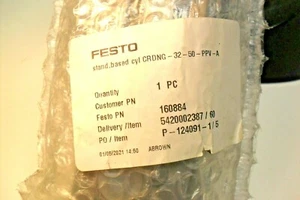 FESTO
stand.based cyl CRDNG - 32-50-PPV-A
Quantity 1 PC
Customer PN
Festo PN 160884
Delivery /Item 5420002387 / 60
PO / Item P-124091-1/5
01/05/2021 14:50 ABROWN